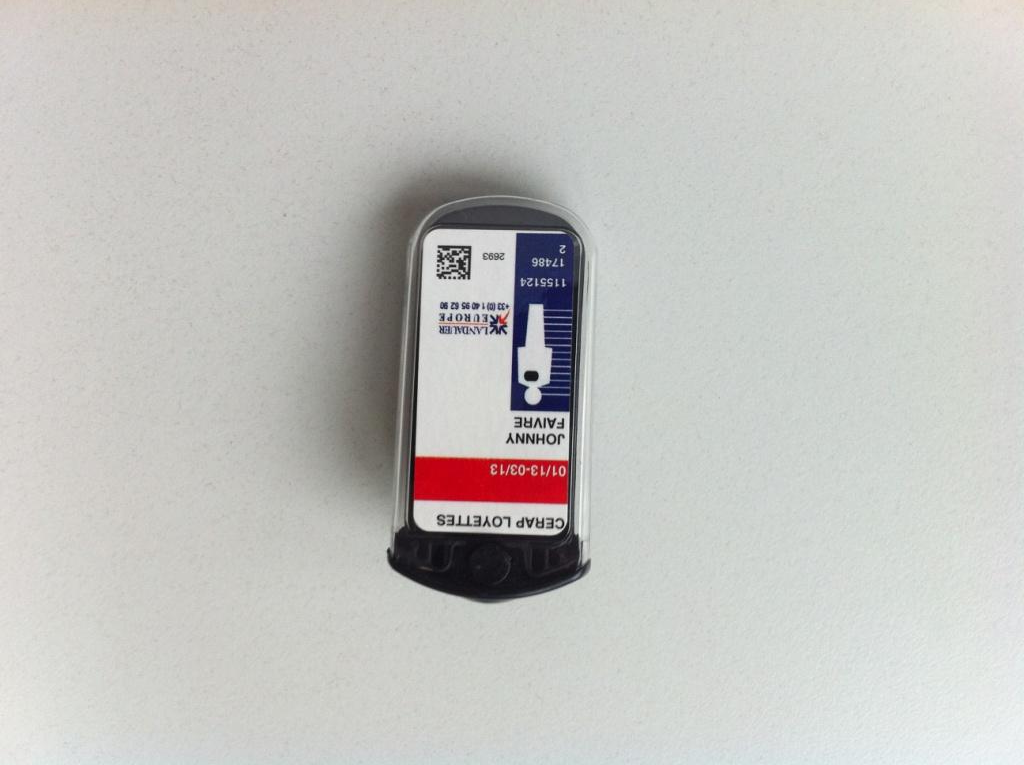 CERAP LOYETTES
01/13-03/13
JOHNNY
FAIVRE
LANDAUER
EUROPE
+33 (0) 1 40 95 62 90
1155124
17486
2
2693